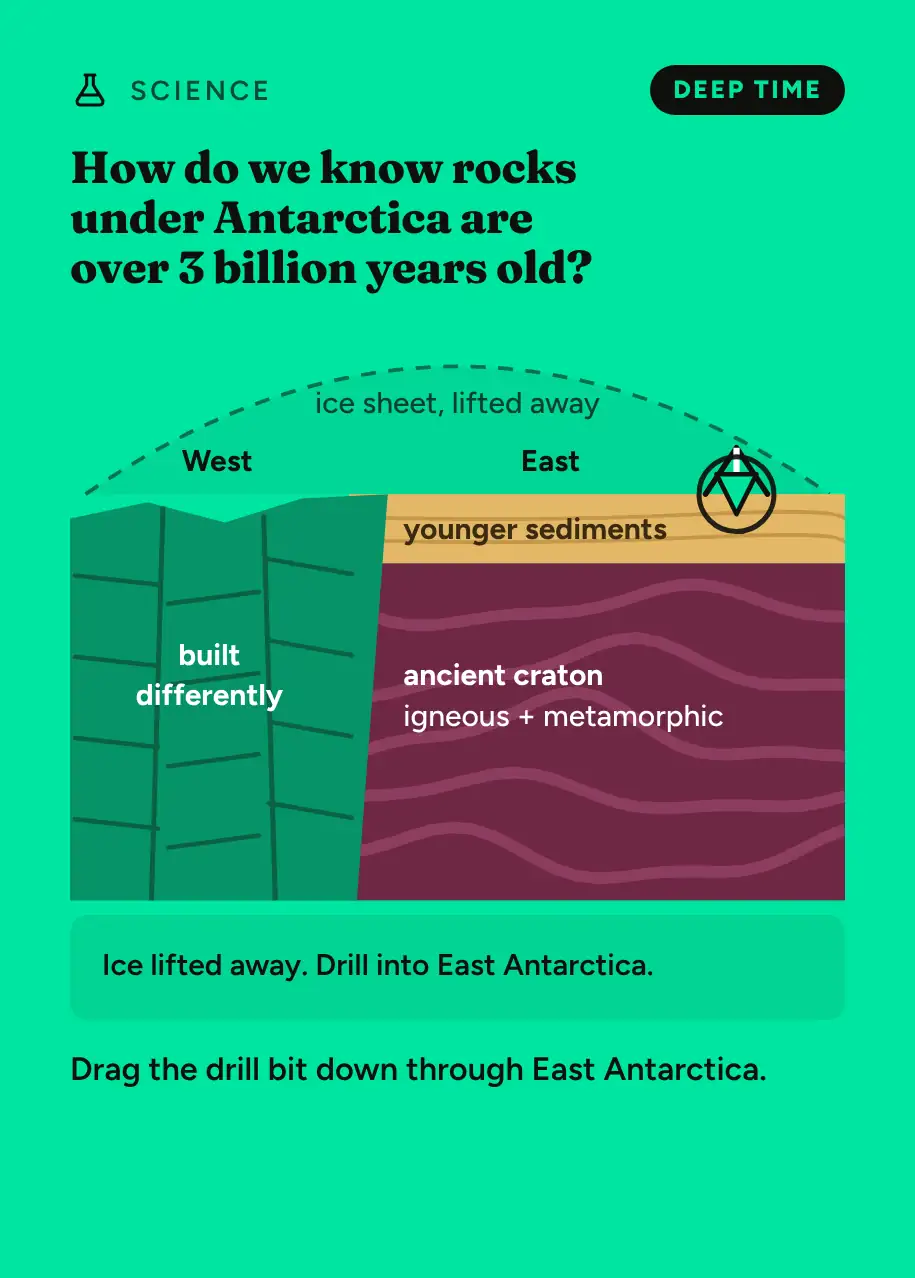 SCIENCE
DEEP TIME
How do we know rocks
under Antarctica are
over 3 billion years old?
ice sheet, lifted away
West
East
younger sediments
built
differently
ancient craton
igneous + metamorphic
Ice lifted away. Drill into East Antarctica.
Drag the drill bit down through East Antarctica.